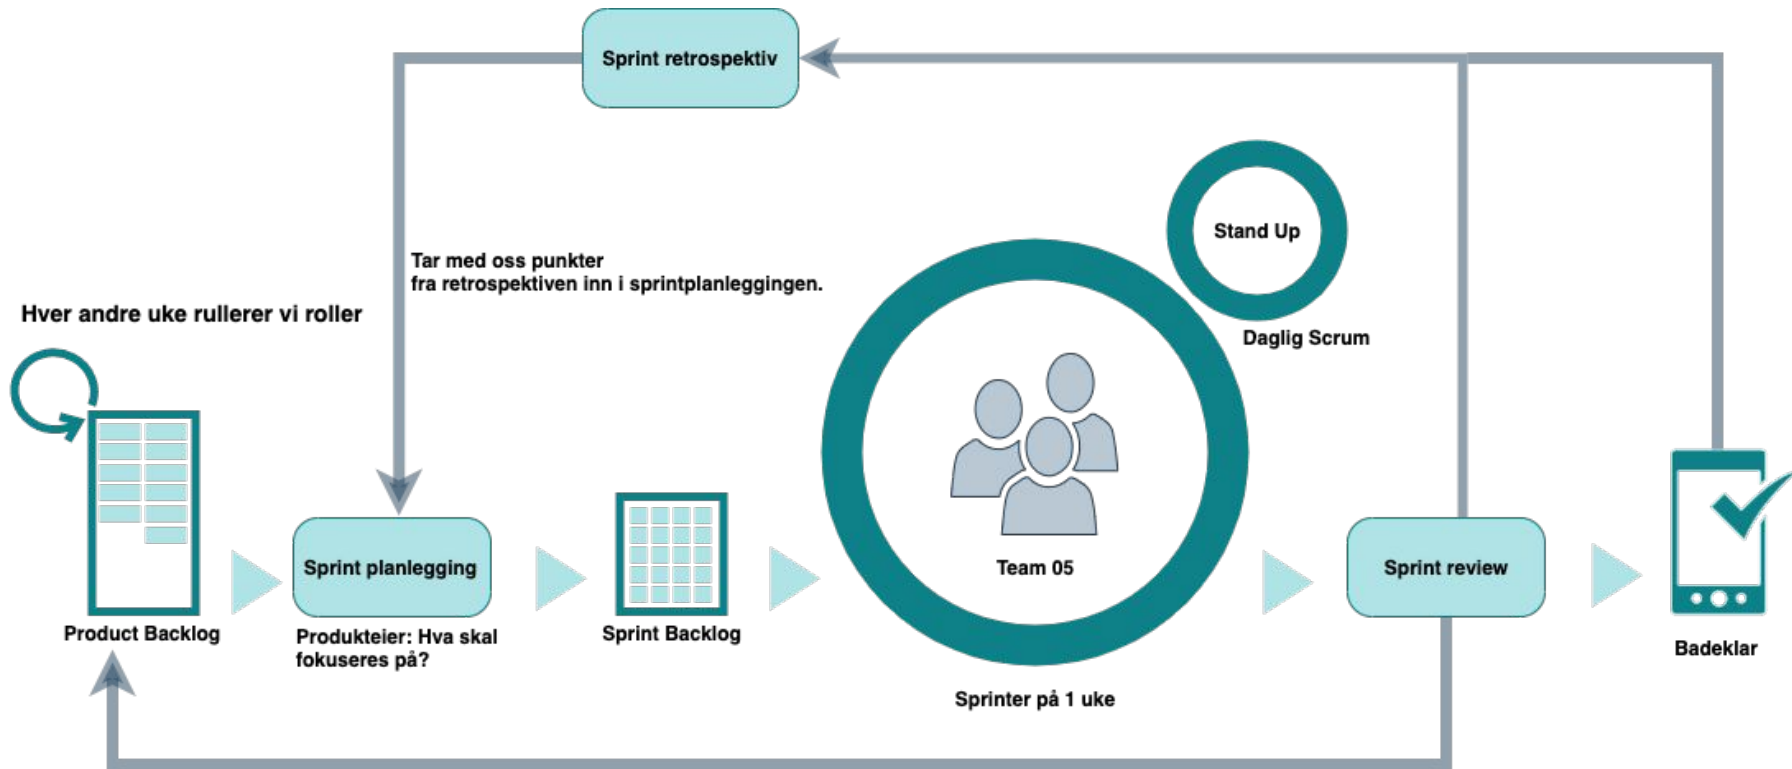 Sprint retrospektiv
Stand Up
Tar med oss punkter
fra retrospektiven inn i sprintplanleggingen.
Hver andre uke rullerer vi roller
Daglig Scrum
Sprint planlegging
Team 05
Sprint review
Product Backlog
Produkteier: Hva skal
fokuseres på?
Sprint Backlog
Badeklar
Sprinter på 1 uke